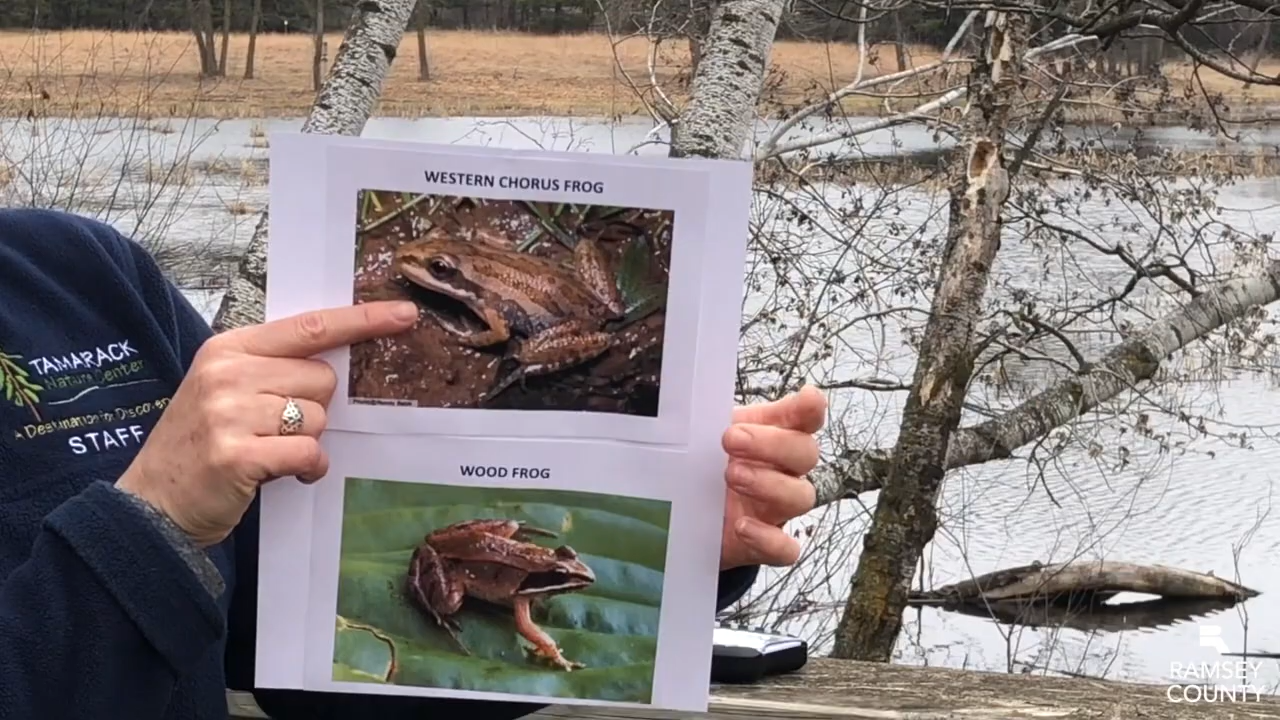 WESTERN CHORUS FROG
WOOD FROG
TAMARACK
Nature Center
A Destination for Discovery
STAFF
RAMSEY
COUNTY